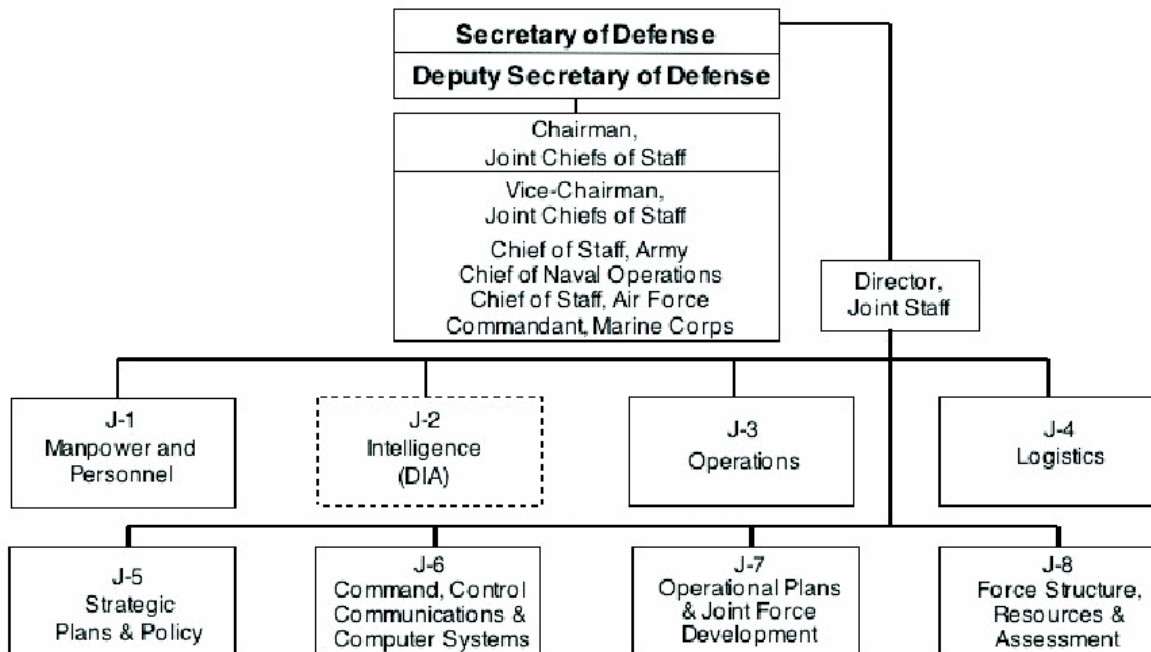 Secretary of Defense
Deputy Secretary of Defense
Chairman,
Joint Chiefs of Staff
Vice-Chairman,
Joint Chiefs of Staff
Chief of Staff, Army
Chief of Naval Operations
Chief of Staff, Air Force
Commandant, Marine Corps
Director,
Joint Staff
J-1
Manpower and
Personnel
J-2
Intelligence
(DIA)
J-3
Operations
J-4
Logistics
J-5
Strategic
Plans & Policy
J-6
Command, Control
Communications &
Computer Systems
J-7
Operational Plans
& Joint Force
Development
J-8
Force Structure,
Resources &
Assessment